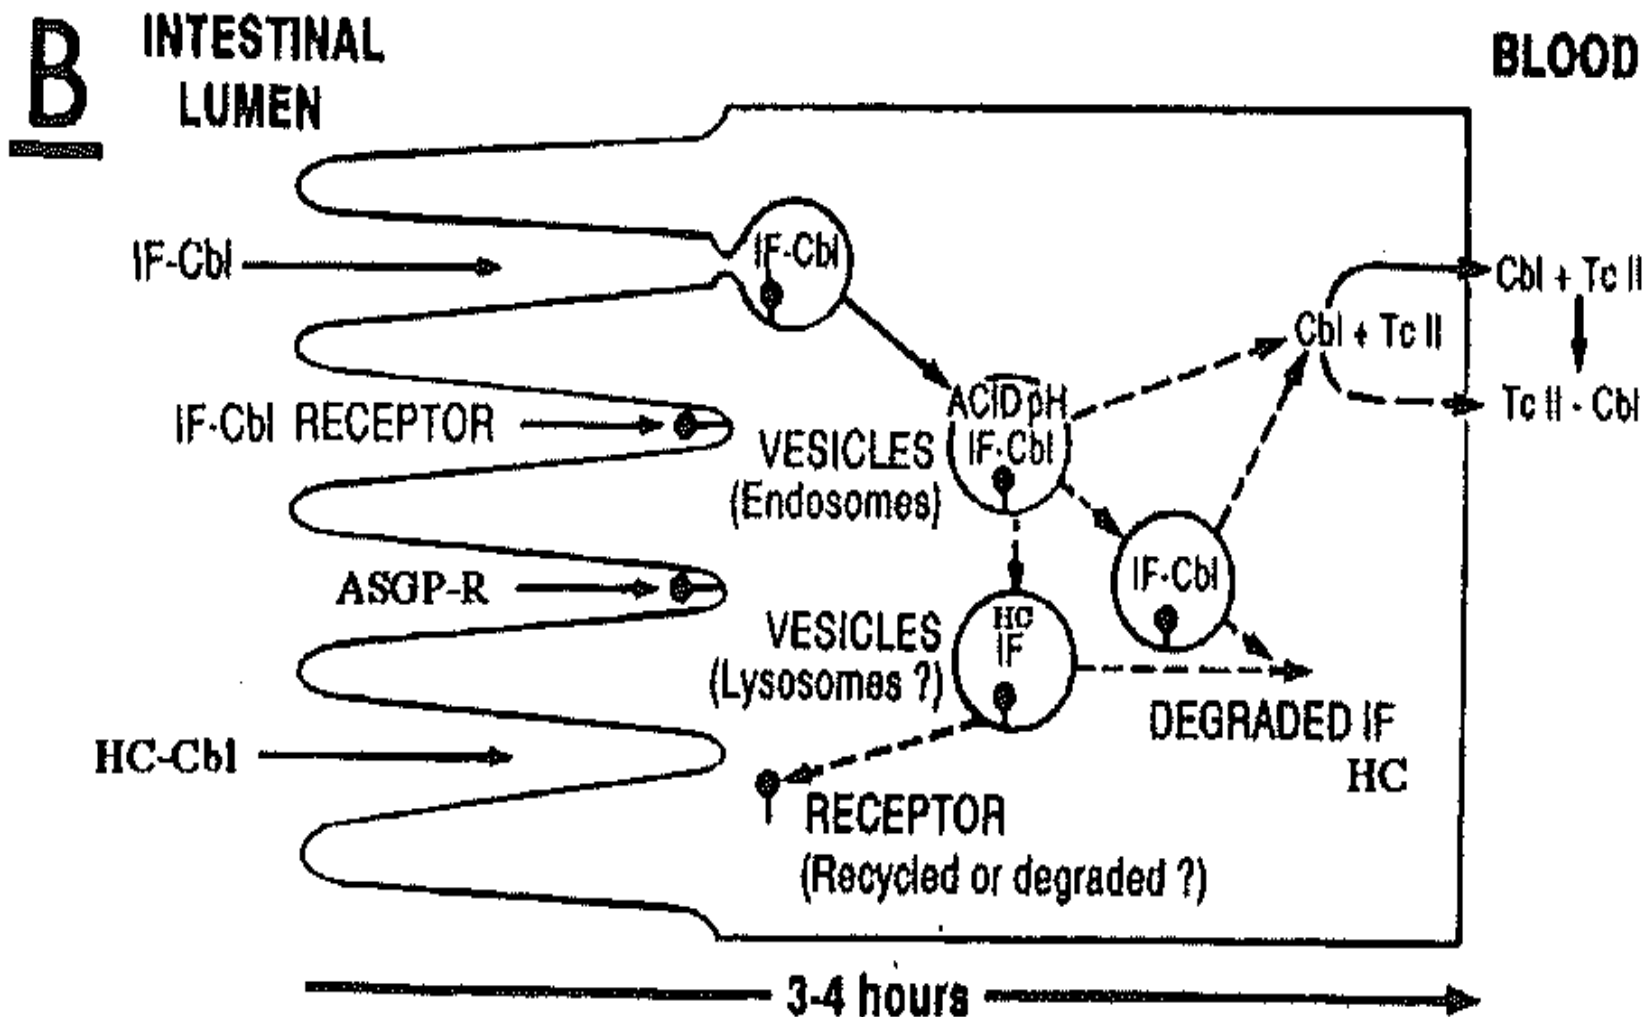 B
INTESTINAL
LUMEN
BLOOD
IF-Cbl
IF-Cbl
Cbl + Tc II
Cbl + Tc II
Tc II - Cbl
IF-Cbl RECEPTOR
ACID pH
IF-Cbl
VESICLES
(Endosomes)
IF-Cbl
ASGP-R
VESICLES
(Lysosomes ?)
HC
IF
DEGRADED IF
HC
HC-Cbl
RECEPTOR
(Recycled or degraded ?)
3-4 hours